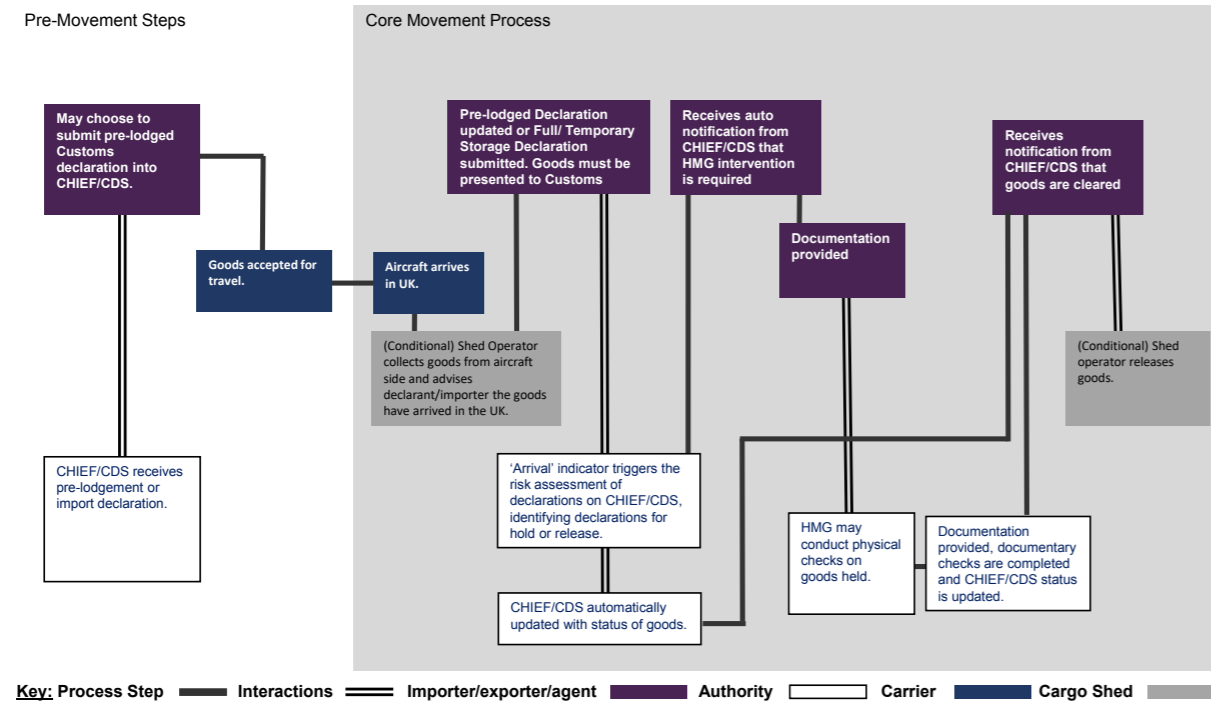 Pre-Movement Steps
Core Movement Process
May choose to
submit pre-lodged
Customs
declaration into
CHIEF/CDS.
Pre-lodged Declaration
updated or Full/ Temporary
Storage Declaration
submitted. Goods must be
presented to Customs
Receives auto
notification from
CHIEF/CDS that
HMG intervention
is required
Receives
notification from
CHIEF/CDS that
goods are cleared
Documentation
provided
Goods accepted for
travel.
Aircraft arrives
in UK.
(Conditional) Shed Operator
collects goods from aircraft
side and advises
declarant/importer the goods
have arrived in the UK.
(Conditional) Shed
operator releases
goods.
CHIEF/CDS receives
pre-lodgement or
import declaration.
‘Arrival’ indicator triggers the
risk assessment of
declarations on CHIEF/CDS,
identifying declarations for
hold or release.
HMG may
conduct physical
checks on
goods held.
Documentation
provided, documentary
checks are completed
and CHIEF/CDS status
is updated.
CHIEF/CDS automatically
updated with status of goods.
Key: Process Step Interactions Importer/exporter/agent Authority Carrier Cargo Shed